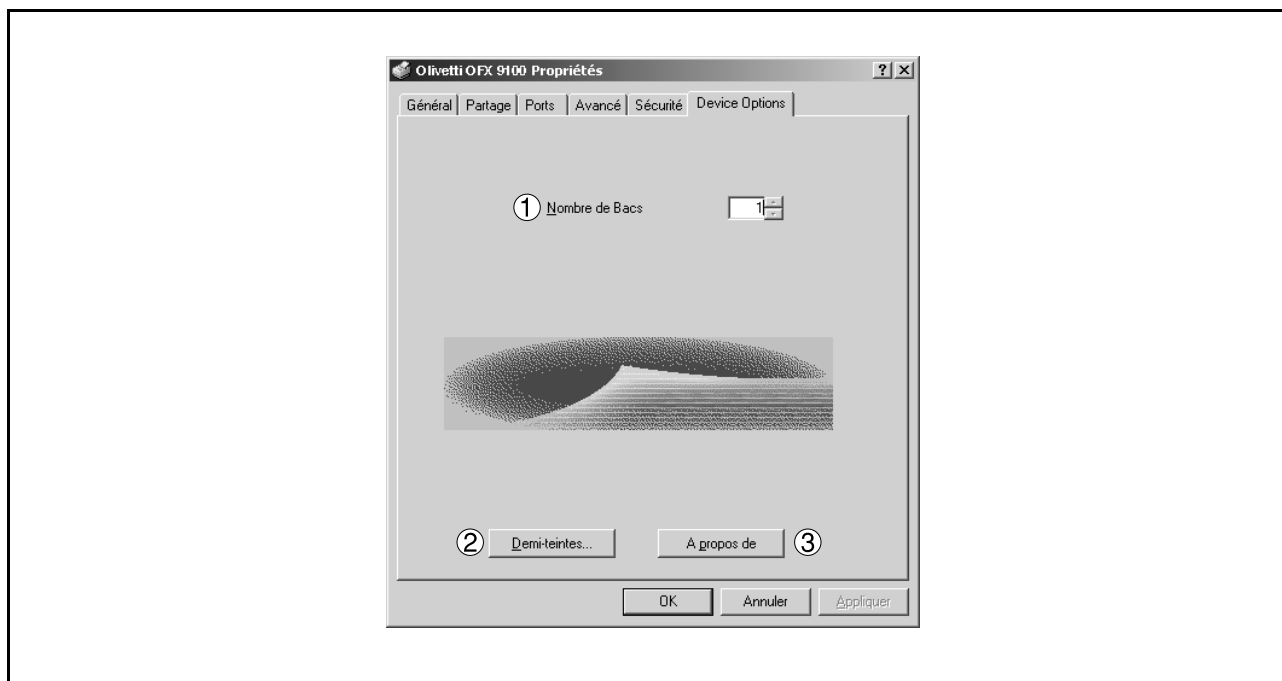 Olivetti OFX 9100 Propriétés
Général Partage Ports Avancé Sécurité Device Options
① Nombre de Bacs 1
② Demi-teintes... A propos de ③
OK Annuler Appliquer